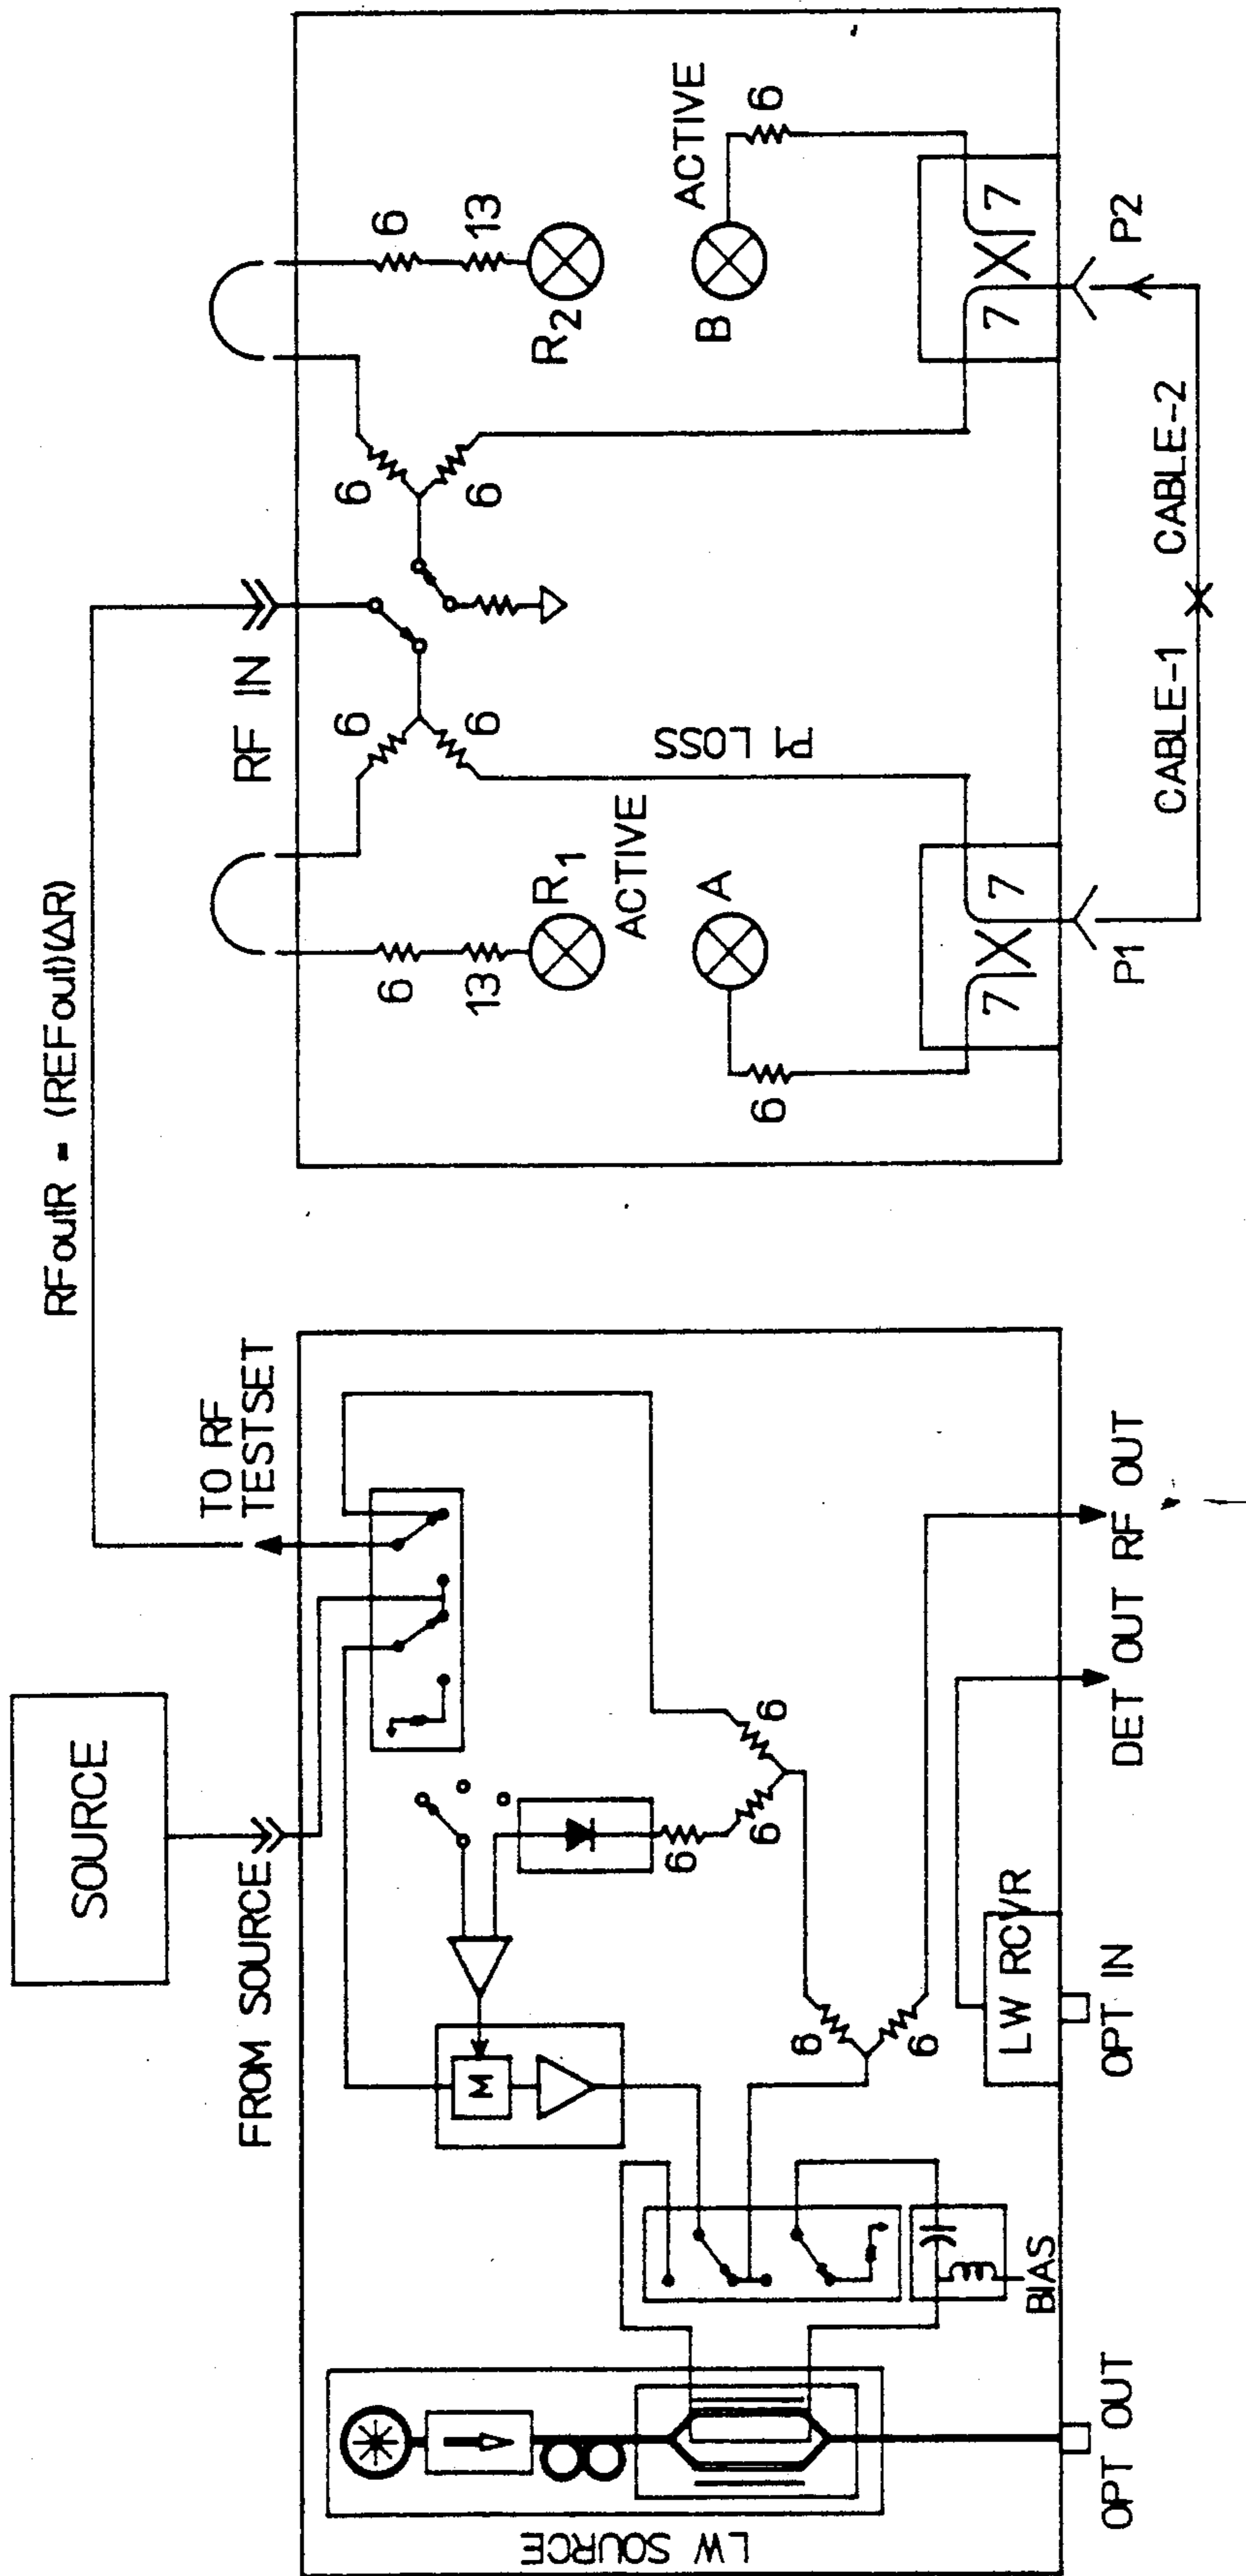 SOURCE
FROM SOURCE
TO RF
TESTSET
RFoutR = (REFout)(ΔR)
RF IN
LW SOURCE
M
6
6
6
6
6
BIAS
LW RCVR
OPT OUT
OPT IN
DET OUT
RF OUT
6
6
6
6
6
6
13
13
R1
ACTIVE
A
6
R2
B
ACTIVE
6
P1 LOSS
7
7
7
7
P1
P2
CABLE-1
CABLE-2